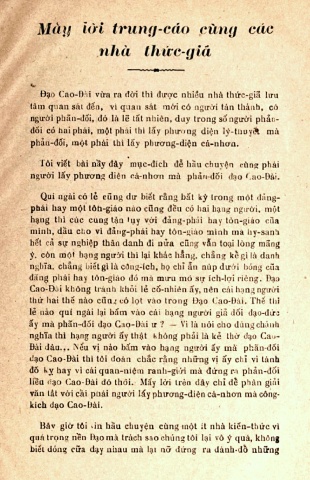 Mấy lời trung-cáo cùng các
nhà thức-giả
Đạo Cao-Đài vừa ra đời thì được nhiều nhà thức-giả lưu
tâm quan sát đến, vì quan sát mới có người tán thành, có
người phản-đối, đó là lẽ tất nhiên, duy trong số người phản-
đối có hai phái, một phái thì lấy phương diện lý-thuyết mà
phản-đối, một phái thì lấy phương-diện cá-nhơn.
Tôi viết bài nầy đây mục-đích để hầu chuyện cùng phái
người lấy phương diện cá-nhơn mà phản-đối đạo Cao-Đài.
Quí ngài có lẽ cũng dư biết rằng bất kỳ trong một đảng-
phái hay một tôn-giáo nào cũng đều có hai hạng người, một
hạng thì cúc cung tận tụy với đảng-phái hay tôn-giáo của
mình, dầu cho vì đảng-phái hay tôn-giáo mình mà hy-sanh
hết cả sự nghiệp thân danh đi nữa cũng vẫn toại lòng mãng
ý, còn một hạng người thì lại khác hẳng, chẳng kể gì là danh
nghĩa, chẳng biết gì là công-ích, họ chỉ ẩn núp dưới bóng của
đảng phái hay tôn-giáo đó mà mưu mô sự ích-lợi riêng. Đạo
Cao-Đài không tránh khỏi lẽ cố-nhiên ấy, nên cái hạng người
thứ hai thế nào cũng có lọt vào trong Đạo Cao-Đài. Thế thì
lẽ nào quí ngài lại bấm vào cái hạng người giả dối đạo-đức
ấy mà phản-đối đạo Cao Đài ư ? — Vì là nói cho đúng chánh
nghĩa thì hạng người ấy thật không phải là kẻ thờ đạo Cao-
Đài đâu... Nếu vị nào bấm vào hạng người ấy mà phản-đối
đạo Cao-Đài thì tôi đoán chắc rằng những vị ấy chỉ vì tánh
đố kỵ hay vì cái quan-niệm ranh-giới mà đứng ra phản-đối
liều đạo Cao-Đài đó thôi. Mấy lời trên đây chỉ để phân giải
vắn tắt với cái phái người lấy phương-diện cá-nhơn mà công-
kích đạo Cao-Đài.
Bây giờ tôi xin hầu chuyện cùng một ít nhà kiến-thức vì
quá trọng nền Đạo mà trách sao chúng tôi lại vô ý quá, không
biết đóng cửa dạy nhau mà lại nỡ đứng ra đánh-đổ những